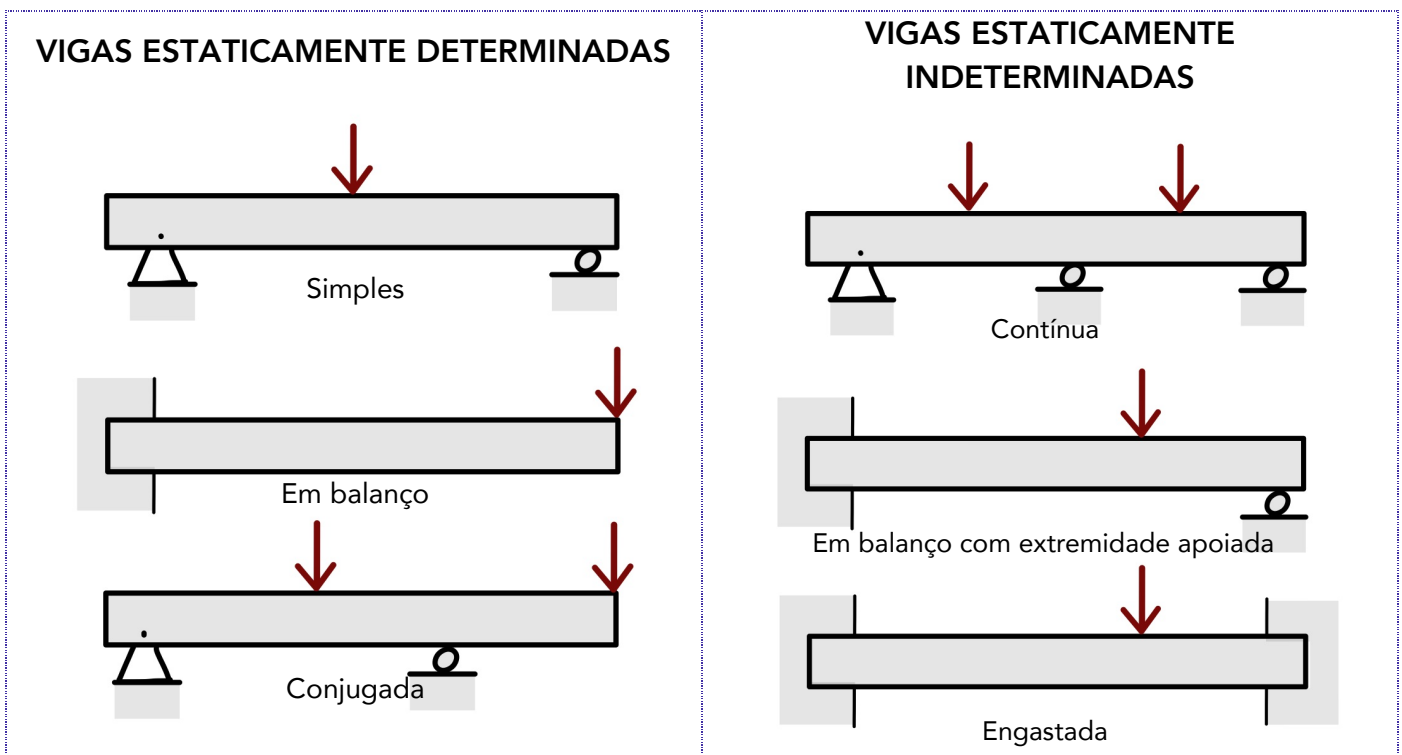 VIGAS ESTATICAMENTE DETERMINADAS
Simples
Em balanço
Conjugada
VIGAS ESTATICAMENTE
INDETERMINADAS
Contínua
Em balanço com extremidade apoiada
Engastada